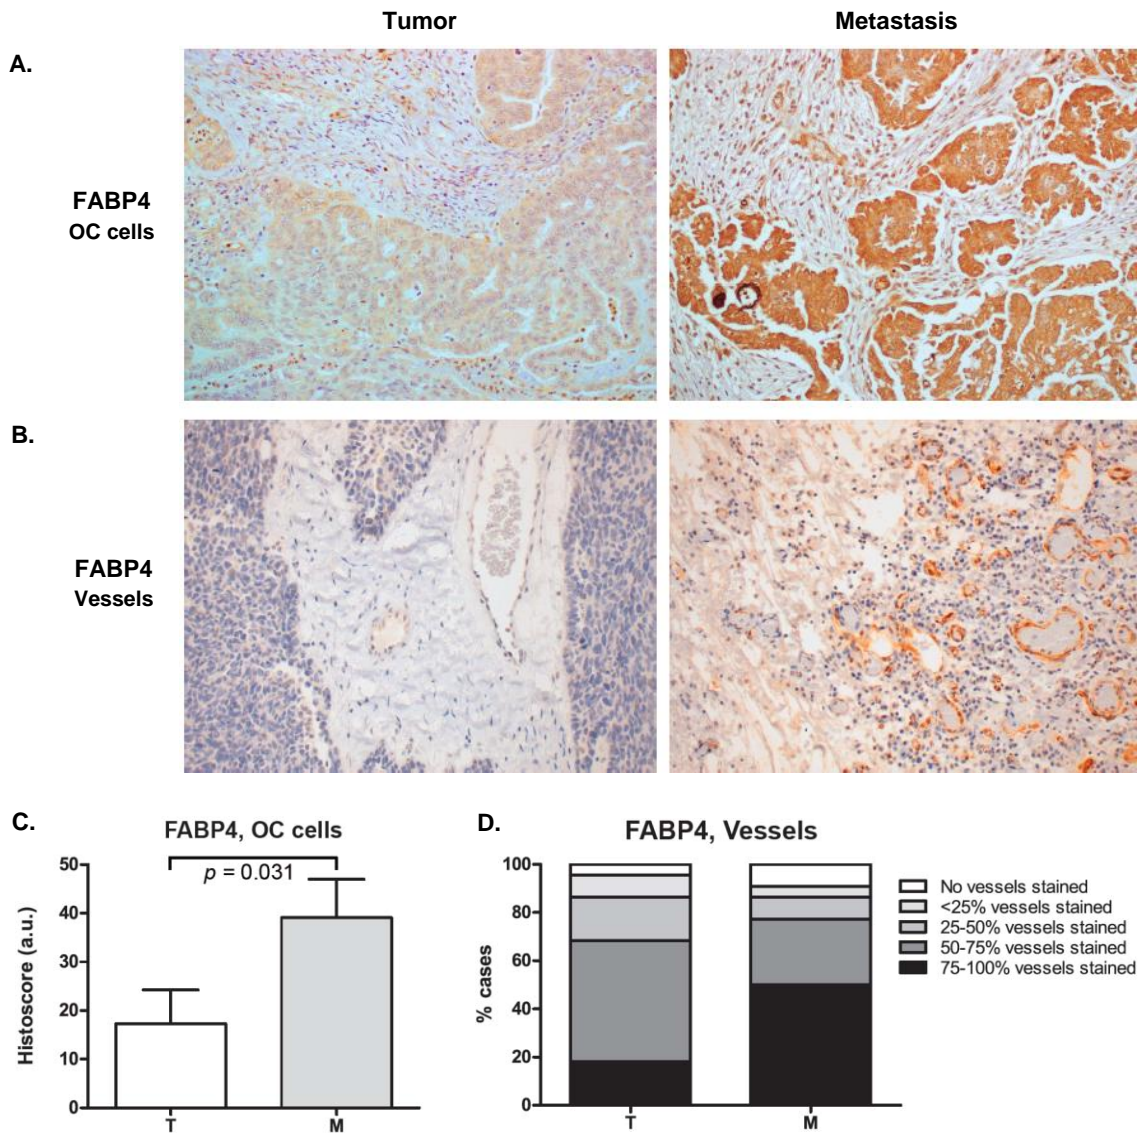 Tumor
Metastasis
A.
FABP4
OC cells
B.
FABP4
Vessels
C.
FABP4, OC cells
p = 0.031
50
40
30
20
10
0
Histoscore (a.u.)
T
M
D.
FABP4, Vessels
100
80
60
40
20
0
% cases
T
M
No vessels stained
<25% vessels stained
25-50% vessels stained
50-75% vessels stained
75-100% vessels stained